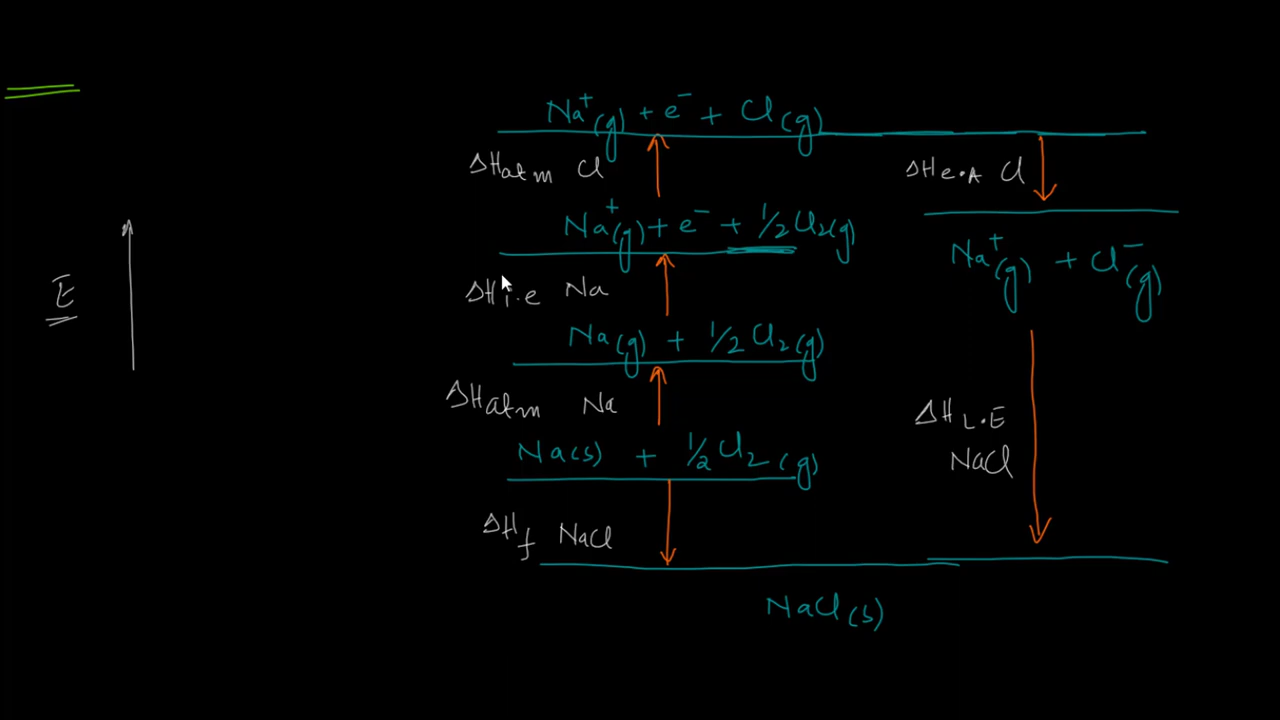 Na⁺(g) + e⁻ + Cl(g)
ΔHatm Cl
ΔHe.A Cl
Na⁺(g) + e⁻ + ½Cl₂(g)
Na⁺(g) + Cl⁻(g)
E
ΔHi.e Na
Na(g) + ½Cl₂(g)
ΔHatm Na
ΔH L.E
NaCl
Na(s) + ½Cl₂(g)
ΔHf NaCl
NaCl(s)